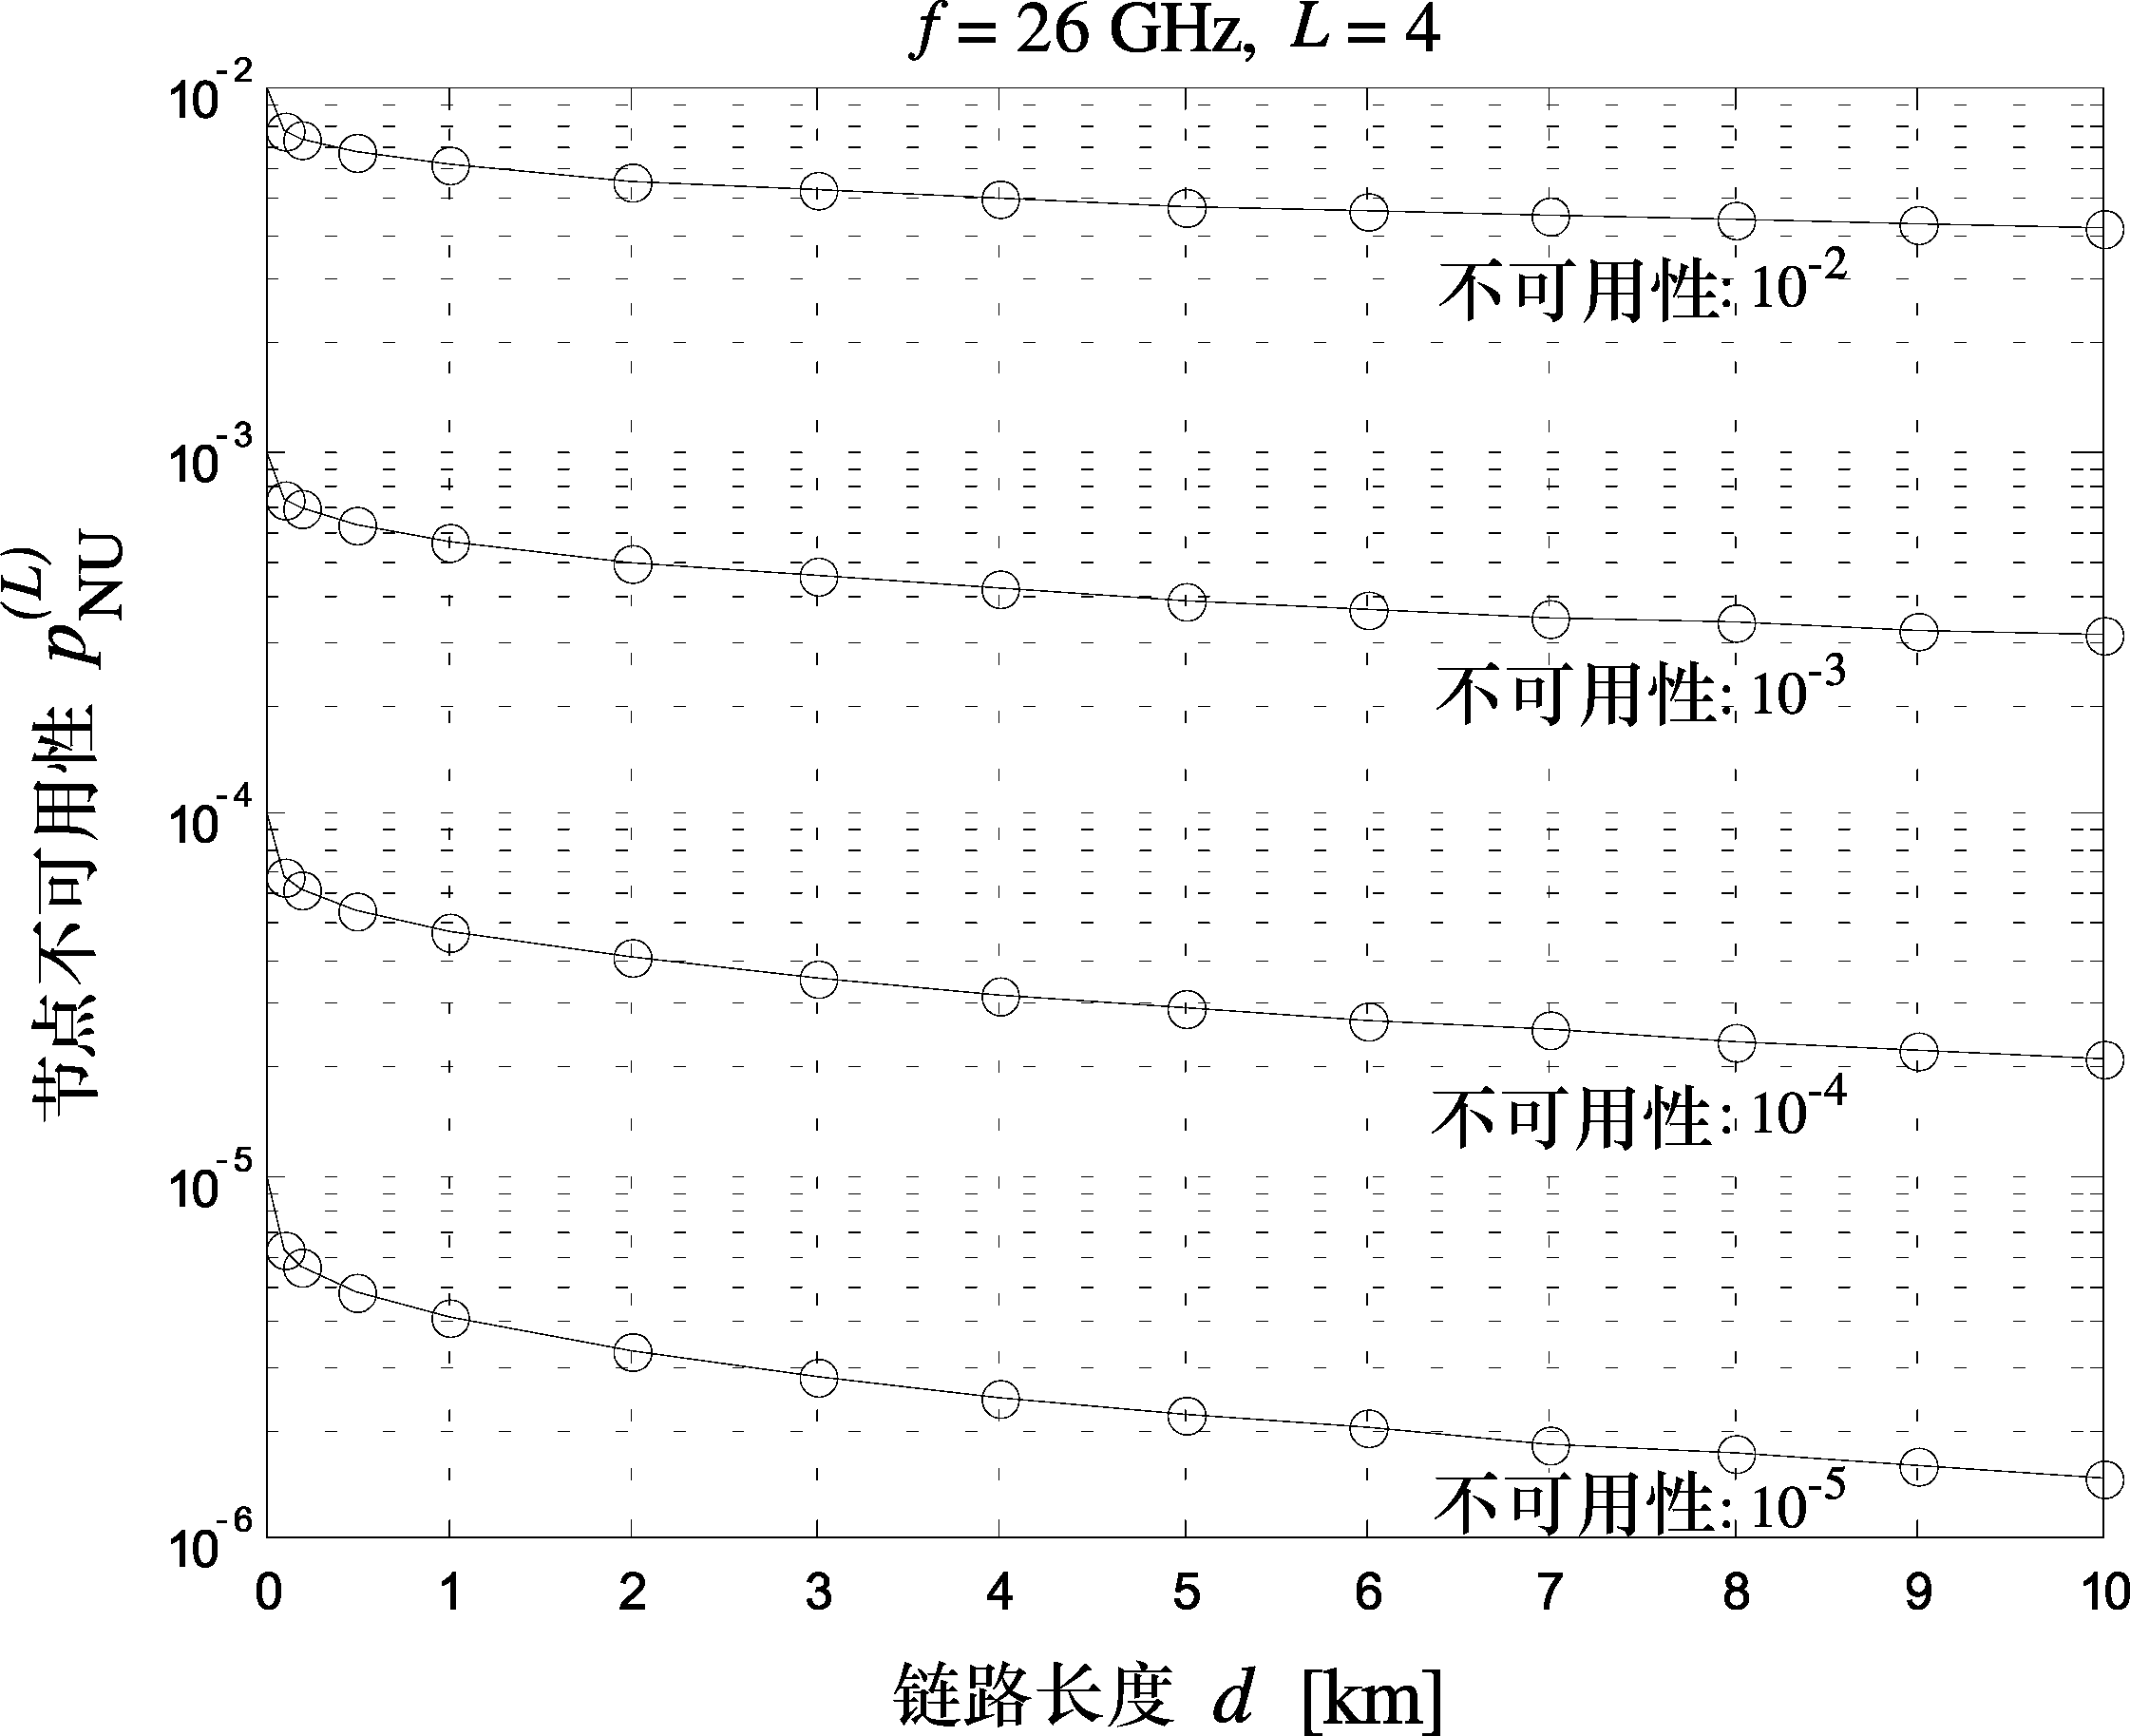 f = 26 GHz, L = 4
10-2
10-3
10-4
10-5
10-6
节点不可用性 pNU(L)
不可用性: 10-2
不可用性: 10-3
不可用性: 10-4
不可用性: 10-5
0 1 2 3 4 5 6 7 8 9 10
链路长度 d [km]